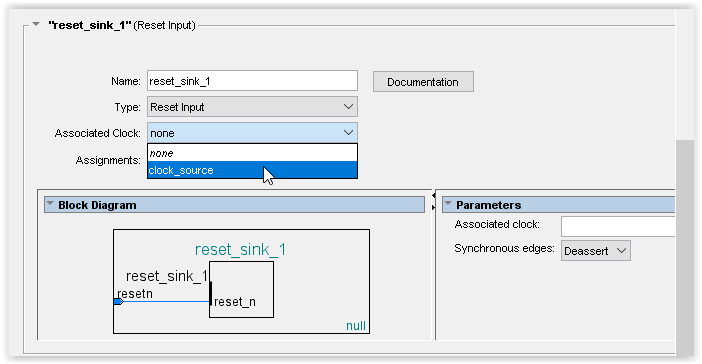 "reset_sink_1" (Reset Input)
Name: reset_sink_1 Documentation
Type: Reset Input
Associated Clock: none
none
Assignments: clock_source
Block Diagram
reset_sink_1
reset_sink_1
resetn
reset_n
null
Parameters
Associated clock:
Synchronous edges: Deassert